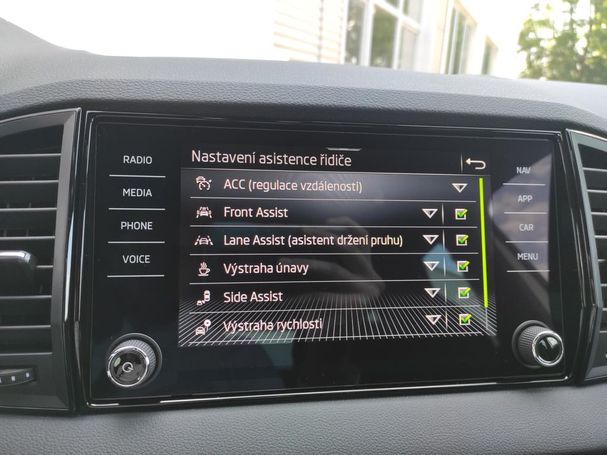 RADIO
MEDIA
PHONE
VOICE
Nastavení asistence řidiče
ACC (regulace vzdálenosti)
Front Assist
Lane Assist (asistent držení pruhu)
Výstraha únavy
Side Assist
Výstraha rychlosti
NAV
APP
CAR
MENU